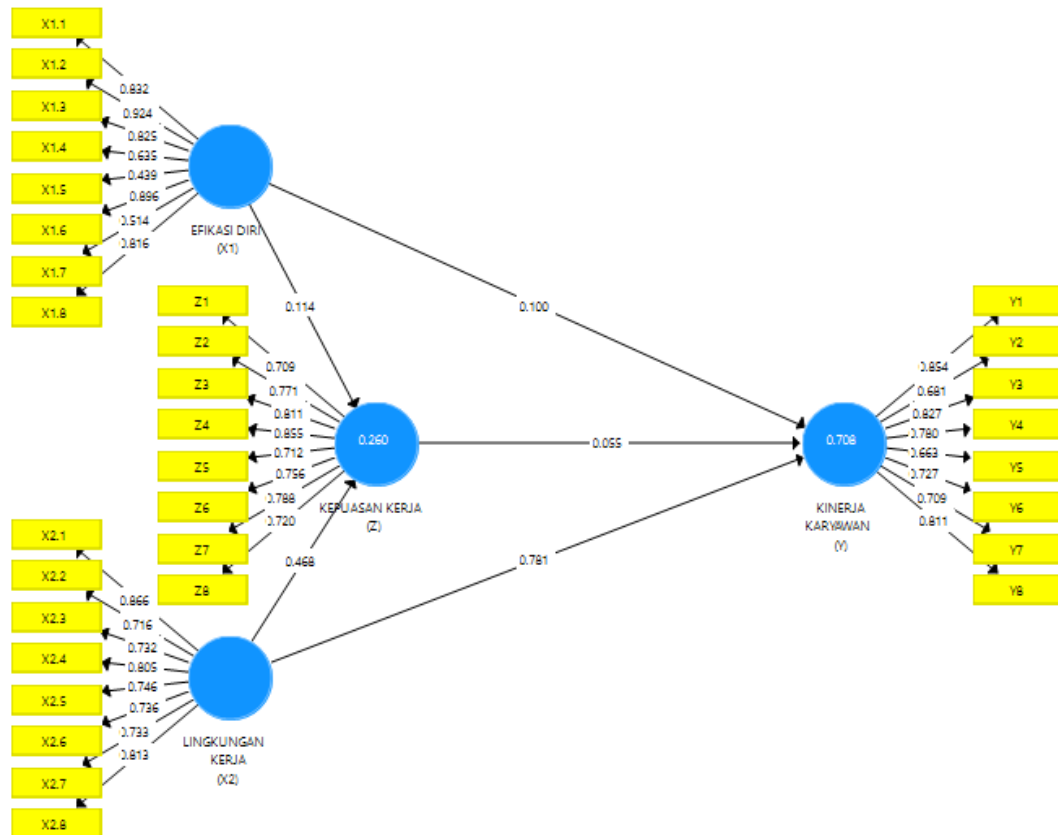 X1.1
X1.2
X1.3
X1.4
X1.5
X1.6
X1.7
X1.8
0.832
0.924
0.825
0.635
0.439
0.896
0.514
0.816
EFIKASI DIRI
(X1)
0.114
0.100
Z1
Z2
Z3
Z4
Z5
Z6
Z7
Z8
0.709
0.771
0.811
0.855
0.712
0.756
0.788
0.720
0.260
KEPUASAN KERJA
(Z)
0.055
0.468
0.781
X2.1
X2.2
X2.3
X2.4
X2.5
X2.6
X2.7
X2.8
0.866
0.716
0.732
0.805
0.746
0.736
0.733
0.813
LINGKUNGAN
KERJA
(X2)
0.708
KINERJA
KARYAWAN
(Y)
0.854
0.681
0.827
0.780
0.663
0.727
0.709
0.811
Y1
Y2
Y3
Y4
Y5
Y6
Y7
Y8